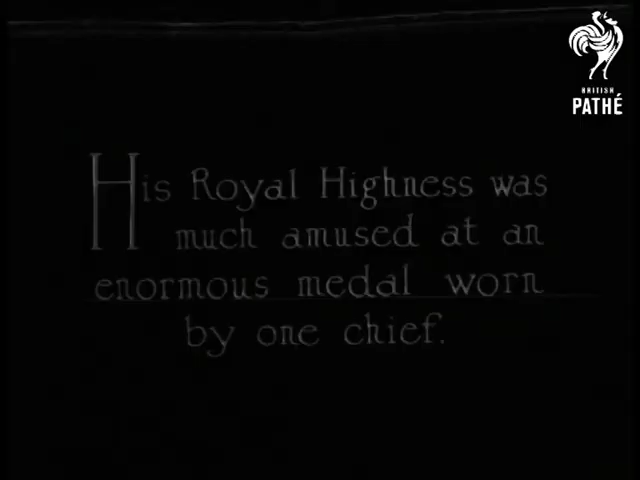 BRITISH
PATHÉ
His Royal Highness was
much amused at an
enormous medal worn
by one chief.